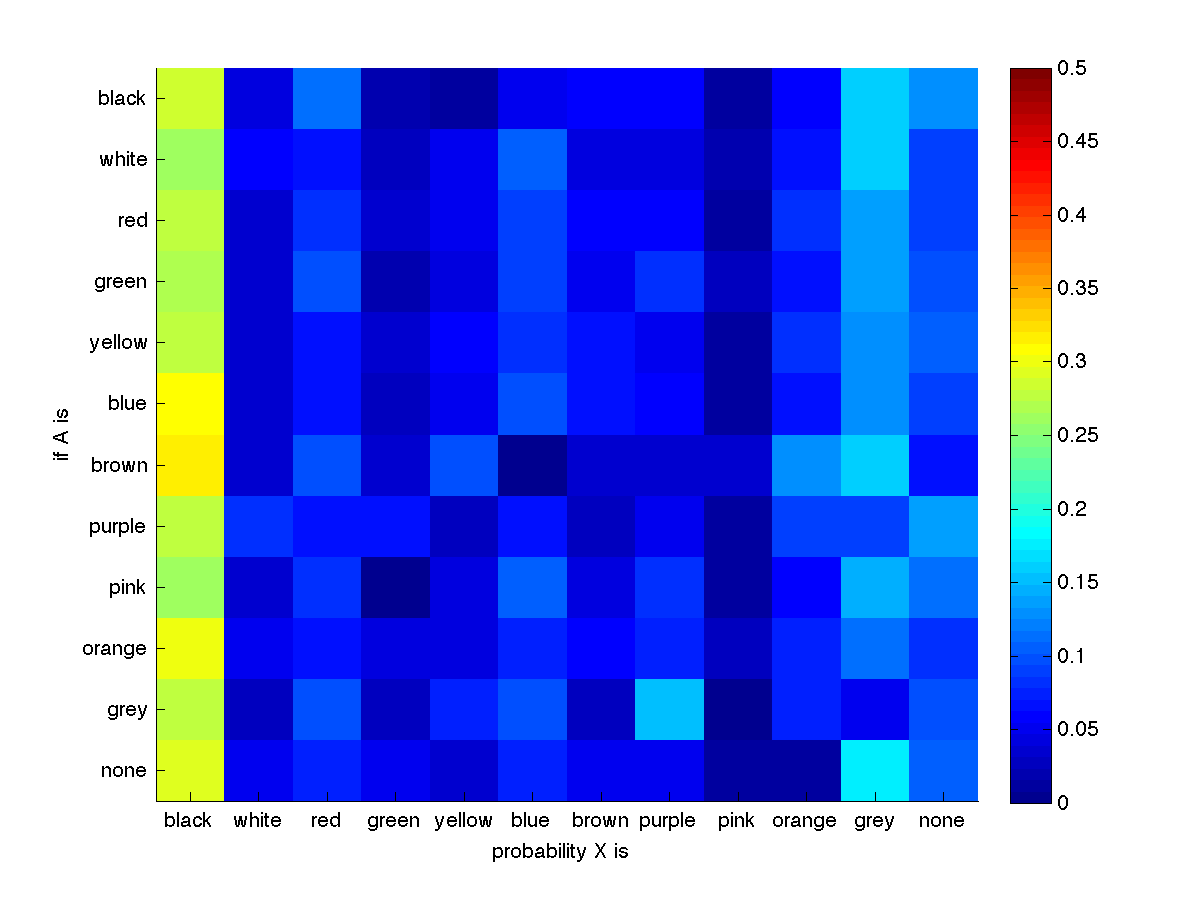 if A is
black
white
red
green
yellow
blue
brown
purple
pink
orange
grey
none
black white red green yellow blue brown purple pink orange grey none
probability X is
0.5
0.45
0.4
0.35
0.3
0.25
0.2
0.15
0.1
0.05
0